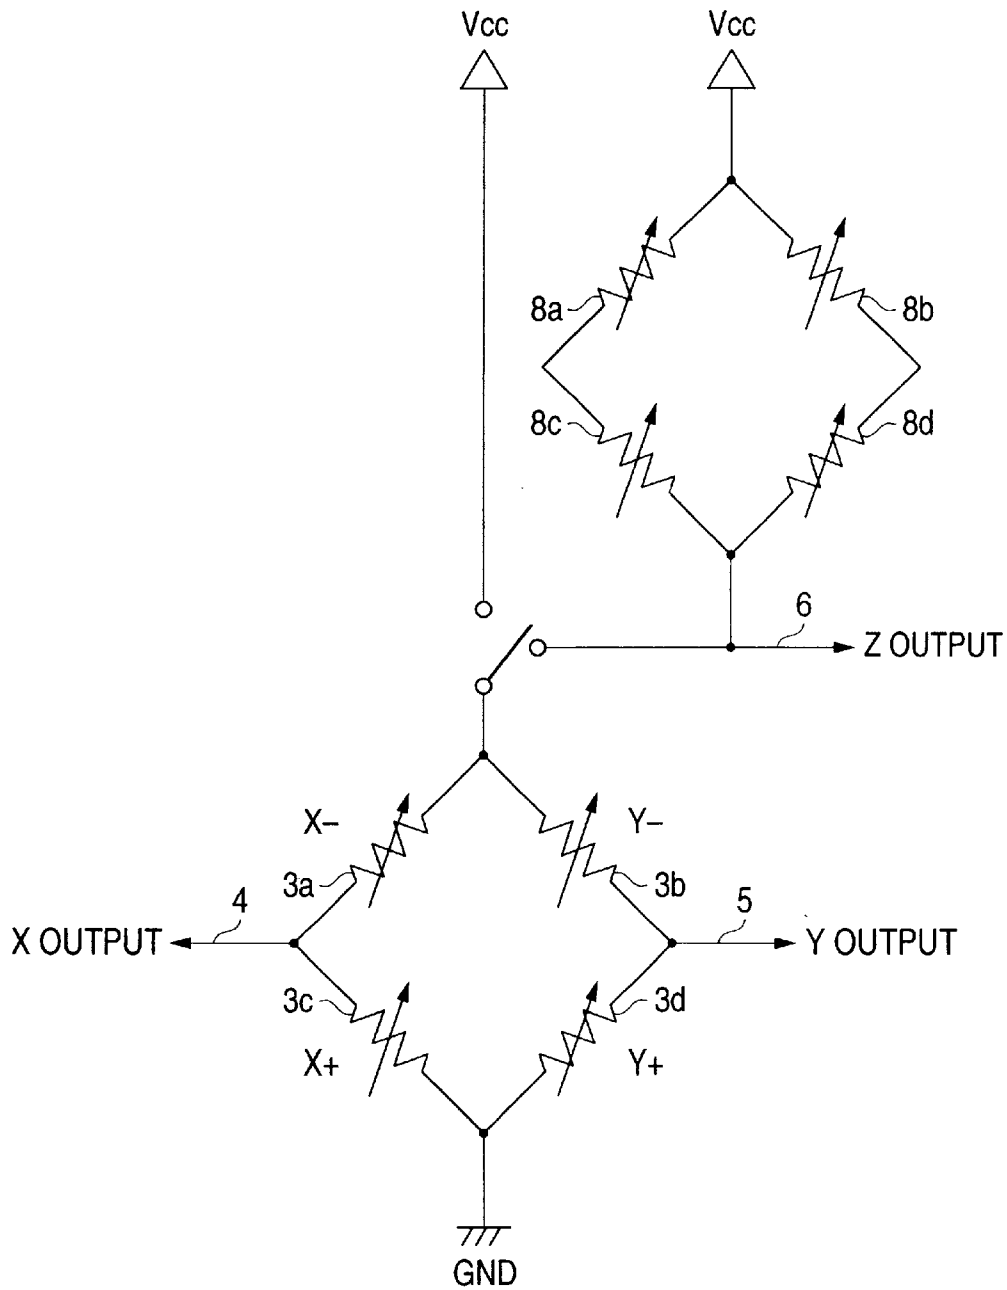 Vcc Vcc
8a 8b
8c 8d
6
Z OUTPUT
X− Y−
3a 3b
4 5
X OUTPUT Y OUTPUT
3c 3d
X+ Y+
GND